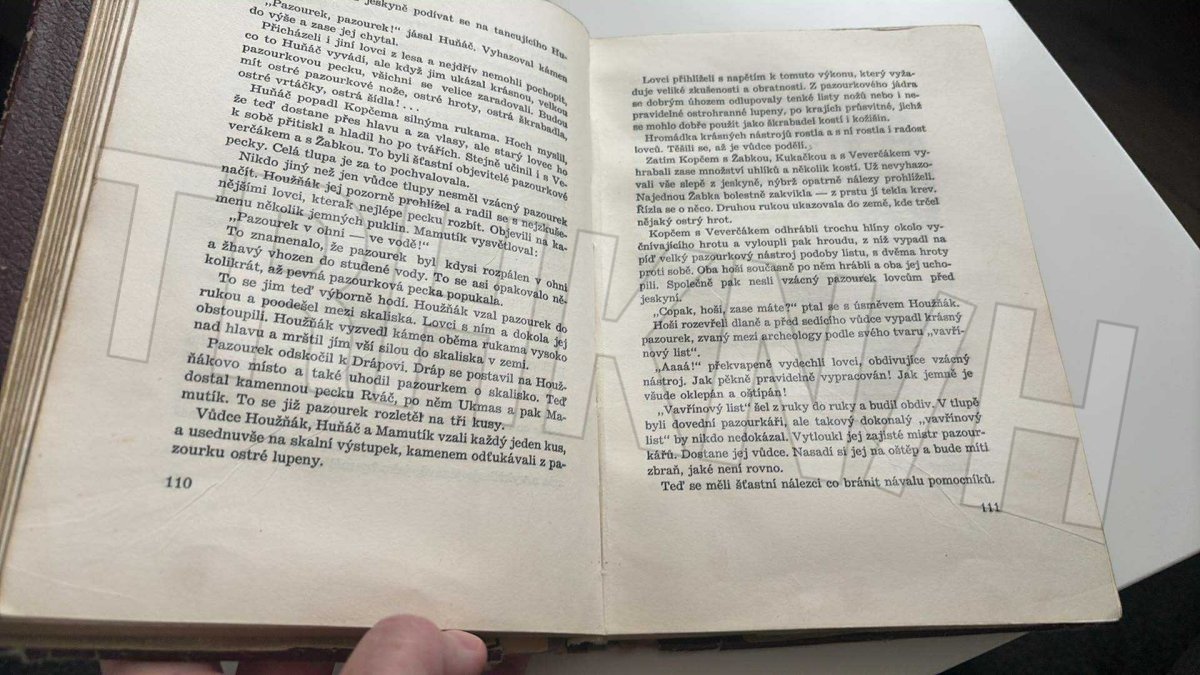 jeskyně podívat se na tancujícího Hu-
„Pazourek, pazourek!" jásal Huňáč. Vyhazoval kámen
do výše a zase jej chytal.
Přicházeli i jiní lovci z lesa a nejdřív nemohli pochopit,
co to Huňáč vyvádí, ale když jim ukázal krásnou, velkou
pazourkovou pecku, všichni se velice zaradovali. Budou
mít ostré pazourkové nože, ostré hroty, ostrá škrabadla,
ostré vrtáčky, ostrá šídla! . . .
Huňáč popadl Kopčema silnýma rukama. Hoch myslil,
že teď dostane přes hlavu a za vlasy, ale starý lovec ho
k sobě přitiskl a hladil ho po tvářích. Stejně učinil i s Ve-
verčákem a s Žabkou. To byli šťastní objevitelé pazourkové
pecky. Celá tlupa je za to pochvalovala.
Nikdo jiný než jen vůdce tlupy nesměl vzácný pazourek
načít. Houžňák jej pozorně prohlížel a radil se s nejzkuše-
nějšími lovci, kterak nejlépe pecku rozbít. Objevili na ka-
menu několik jemných puklin. Mamutík vysvětloval:
„Pazourek v ohni — ve vodě!"
To znamenalo, že pazourek byl kdysi rozpálen v ohni
a žhavý vhozen do studené vody. To se asi opakovalo ně-
kolikrát, až pevná pazourková pecka popukala.
To se jim teď výborně hodí. Houžňák vzal pazourek do
rukou a poodešel mezi skaliska. Lovci s ním a dokola jej
obstoupili. Houžňák vyzvedl kámen oběma rukama vysoko
nad hlavu a mrštil jím vší silou do skaliska v zemi.
Pazourek odskočil k Drápovi. Dráp se postavil na Houž-
ňákovo místo a také uhodil pazourkem o skalisko. Teď
dostal kamennou pecku Rváč, po něm Ukmas a pak Ma-
mutík. To se již pazourek rozletěl na tři kusy.
Vůdce Houžňák, Huňáč a Mamutík vzali každý jeden kus,
a usednuvše na skalní výstupek, kamenem odťukávali z pa-
zourku ostré lupeny.
110
Lovci přihlíželi s napětím k tomuto výkonu, který vyža-
duje veliké zkušenosti a obratnosti. Z pazourkového jádra
se dobrým úhozem odlupovaly tenké listy nožů nebo i ne-
pravidelné ostrohranné lupeny, po krajích průsvitné, jichž
se mohlo dobře použít jako škrabadel kostí i kožišin.
Hromádka krásných nástrojů rostla a s ní rostla i radost
lovců. Těšili se, až je vůdce podělí.
Zatím Kopčem s Žabkou, Kukačkou a s Veverčákem vy-
hrabali zase množství uhlíků a několik kostí. Už nevyhazo-
vali vše slepě z jeskyně, nýbrž opatrně nálezy prohlíželi.
Najednou Žabka bolestně zakvikla — z prstu jí tekla krev.
Řízla se o něco. Druhou rukou ukazovala do země, kde trčel
nějaký ostrý hrot.
Kopčem s Veverčákem odhrábli trochu hlíny okolo vy-
čnívajícího hrotu a vyloupli pak hroudu, z níž vypadl na
píď velký pazourkový nástroj podoby listu, s dvěma hroty
proti sobě. Oba hoši současně po něm hrábli a oba jej ucho-
pili. Společně pak nesli vzácný pazourek lovcům před
jeskyni.
„Copak, hoši, zase máte?" ptal se s úsměvem Houžňák.
Hoši rozevřeli dlaně a před sedícího vůdce vypadl krásný
pazourek, zvaný mezi archeology podle svého tvaru „vavří-
nový list".
„Aaaá!" překvapeně vydechli lovci, obdivujíce vzácný
nástroj. Jak pěkně pravidelně vypracován! Jak jemně je
všude oklepán a oštípán!
„Vavřínový list" šel z ruky do ruky a budil obdiv. V tlupě
byli dovední pazourkáři, ale takový dokonalý „vavřínový
list" by nikdo nedokázal. Vytloukl jej zajisté mistr pazour-
kářů. Dostane jej vůdce. Nasadí si jej na oštěp a bude míti
zbraň, jaké není rovno.
Teď se měli šťastní nálezci co bránit návalu pomocníků.
111